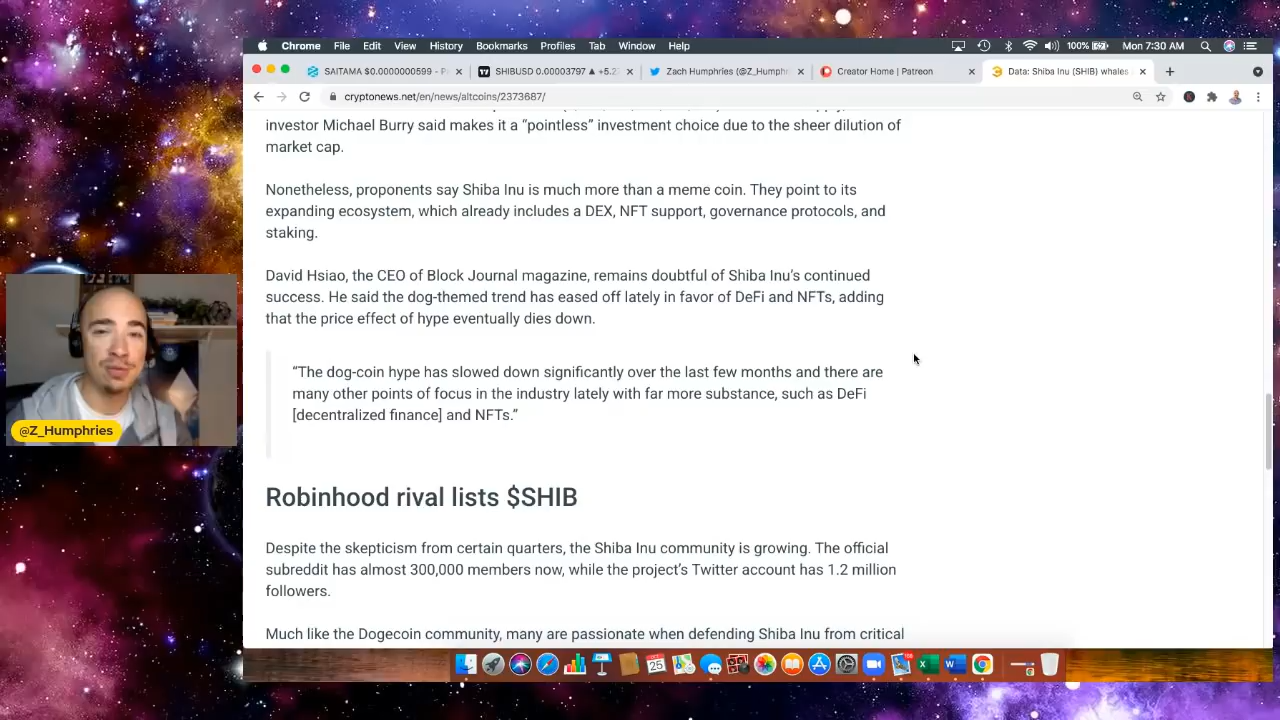 Chrome File Edit View History Bookmarks Profiles Tab Window Help 100% Mon 7:30 AM
SAITAMA $0.0000000599 - P
SHIBUSD 0.00003797 ▲ +5.2
Zach Humphries (@Z_Humph
Creator Home | Patreon
Data: Shiba Inu (SHIB) whales
cryptonews.net/en/news/altcoins/2373687/
investor Michael Burry said makes it a “pointless” investment choice due to the sheer dilution of
market cap.
Nonetheless, proponents say Shiba Inu is much more than a meme coin. They point to its
expanding ecosystem, which already includes a DEX, NFT support, governance protocols, and
staking.
David Hsiao, the CEO of Block Journal magazine, remains doubtful of Shiba Inu’s continued
success. He said the dog-themed trend has eased off lately in favor of DeFi and NFTs, adding
that the price effect of hype eventually dies down.
“The dog-coin hype has slowed down significantly over the last few months and there are
many other points of focus in the industry lately with far more substance, such as DeFi
[decentralized finance] and NFTs.”
@Z_Humphries
Robinhood rival lists $SHIB
Despite the skepticism from certain quarters, the Shiba Inu community is growing. The official
subreddit has almost 300,000 members now, while the project’s Twitter account has 1.2 million
followers.
Much like the Dogecoin community, many are passionate when defending Shiba Inu from critical
25